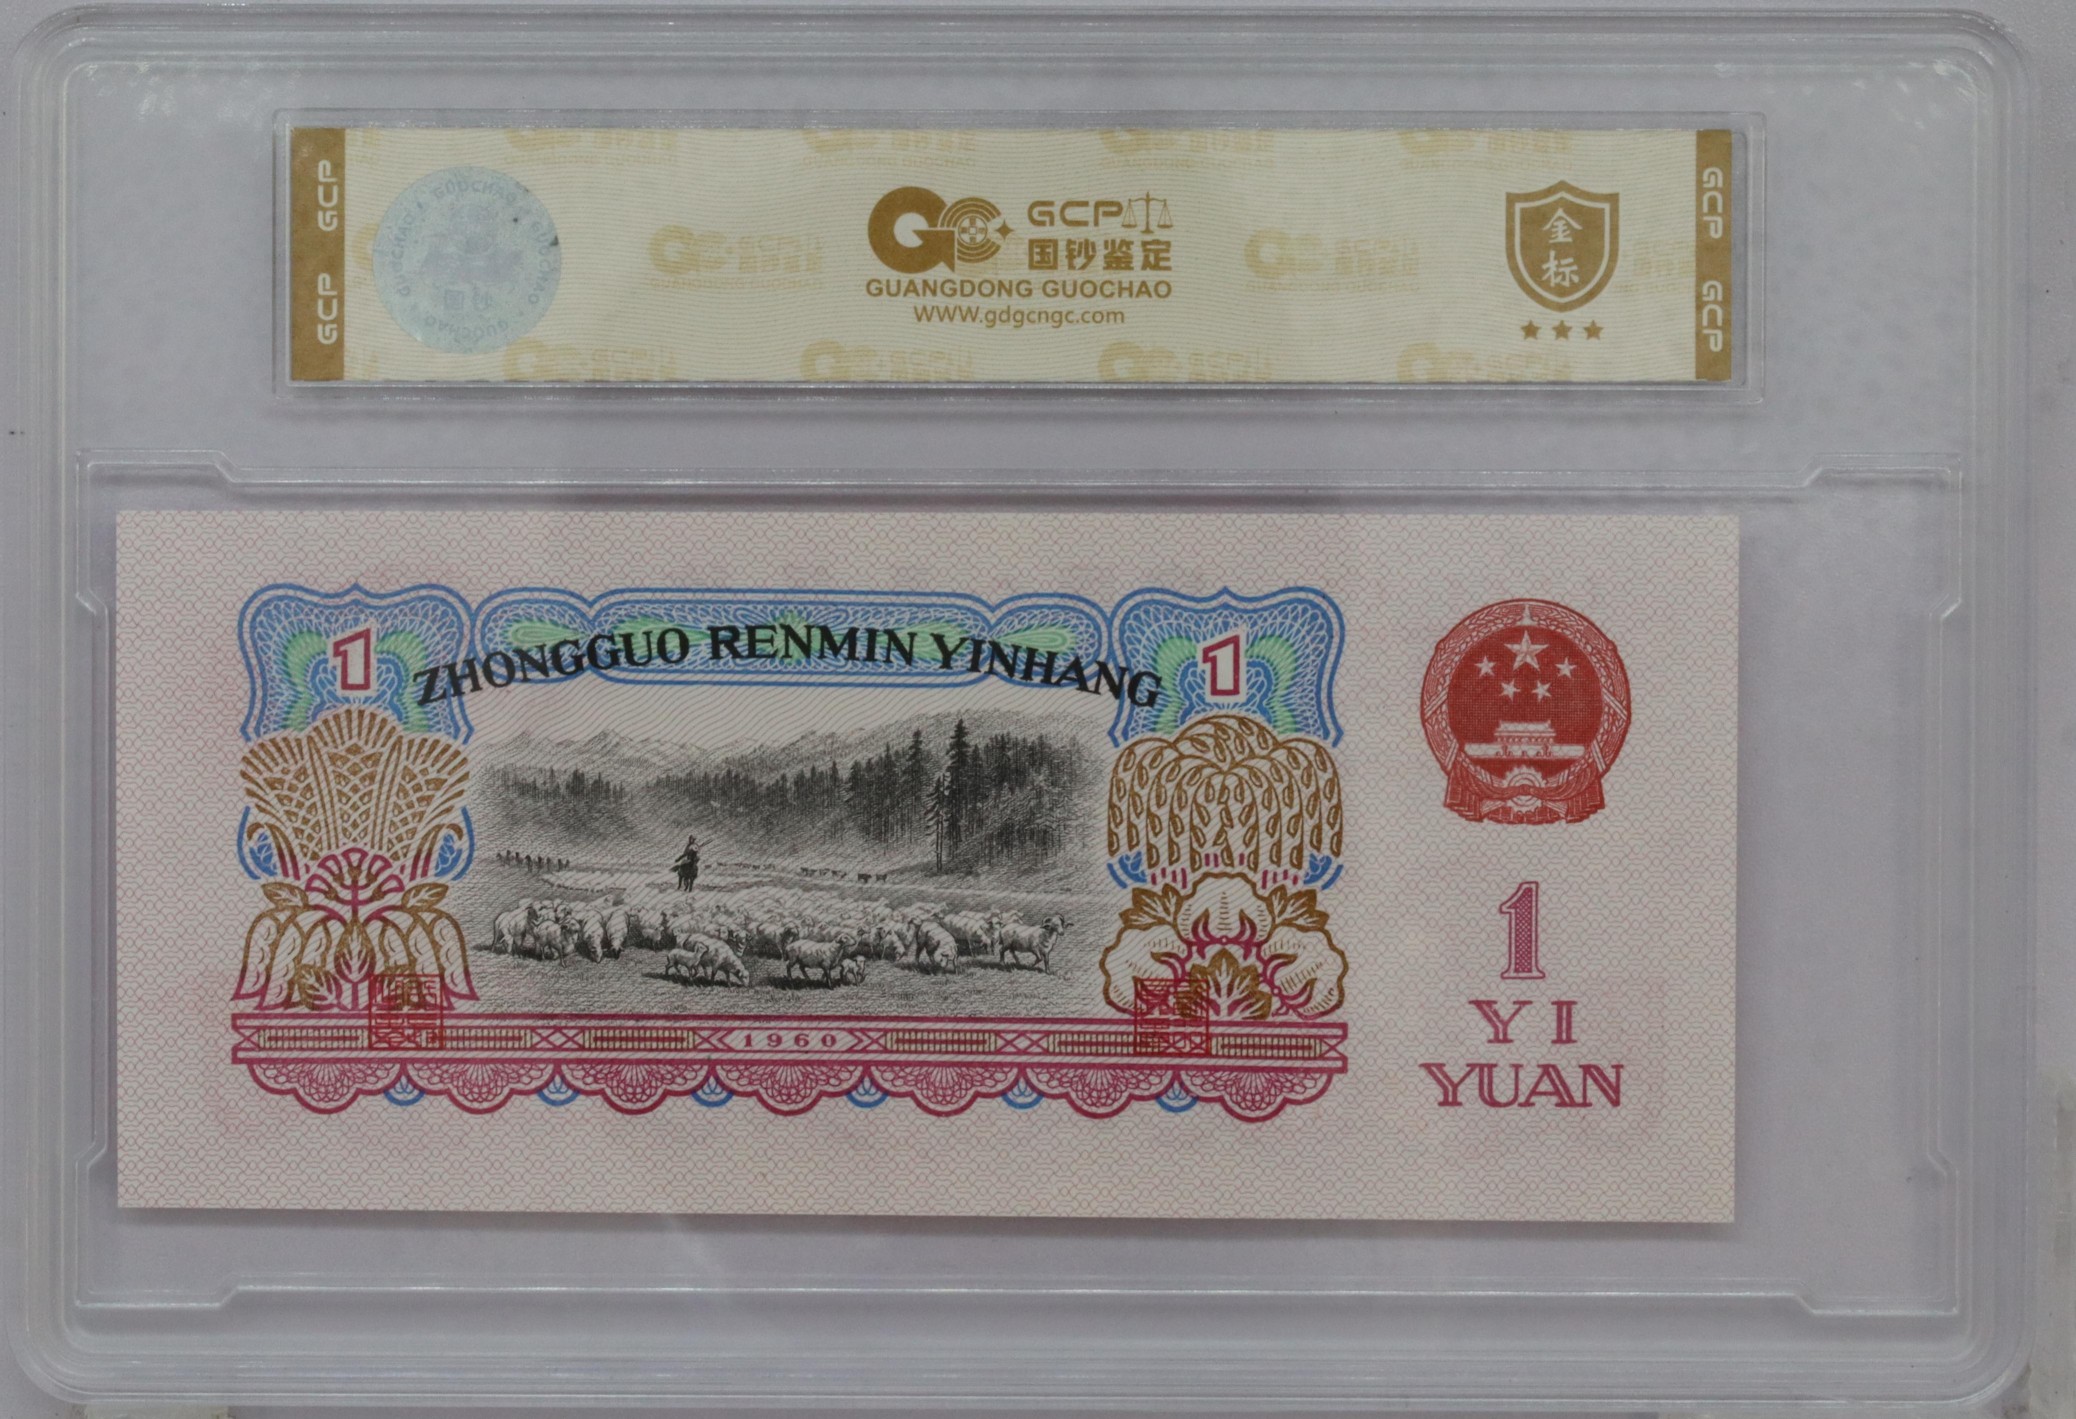 GCP GCP
GCP
国钞鉴定
GUANGDONG GUOCHAO
WWW.gdgcngc.com
金
标
GCP GCP
1
ZHONGGUO RENMIN YINHANG
1
1960
1
YI
YUAN